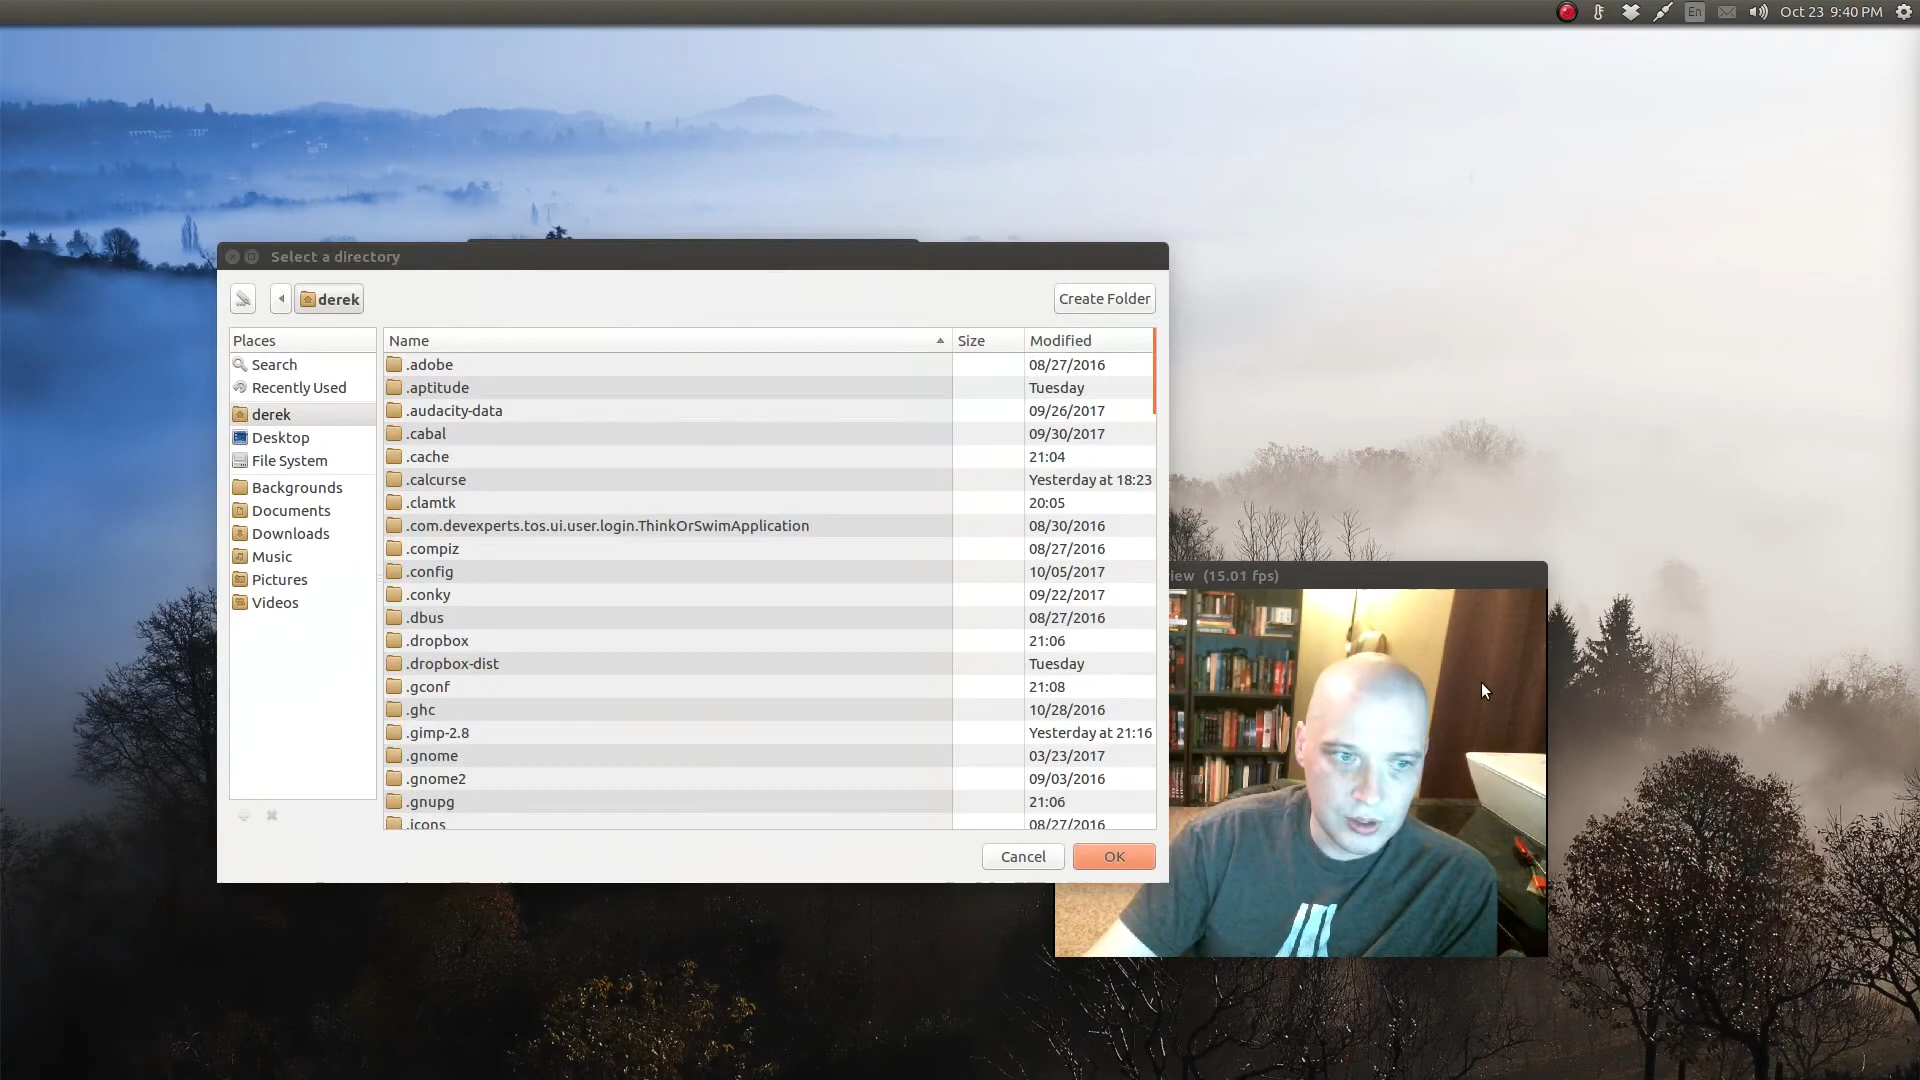 En Oct 23 9:40 PM
Select a directory
derek Create Folder
Places Name Size Modified
Search
Recently Used
derek
Desktop
File System
Backgrounds
Documents
Downloads
Music
Pictures
Videos
.adobe 08/27/2016
.aptitude Tuesday
.audacity-data 09/26/2017
.cabal 09/30/2017
.cache 21:04
.calcurse Yesterday at 18:23
.clamtk 20:05
.com.devexperts.tos.ui.user.login.ThinkOrSwimApplication 08/30/2016
.compiz 08/27/2016
.config 10/05/2017
.conky 09/22/2017
.dbus 08/27/2016
.dropbox 21:06
.dropbox-dist Tuesday
.gconf 21:08
.ghc 10/28/2016
.gimp-2.8 Yesterday at 21:16
.gnome 03/23/2017
.gnome2 09/03/2016
.gnupg 21:06
.icons 08/27/2016
Cancel OK
iew (15.01 fps)